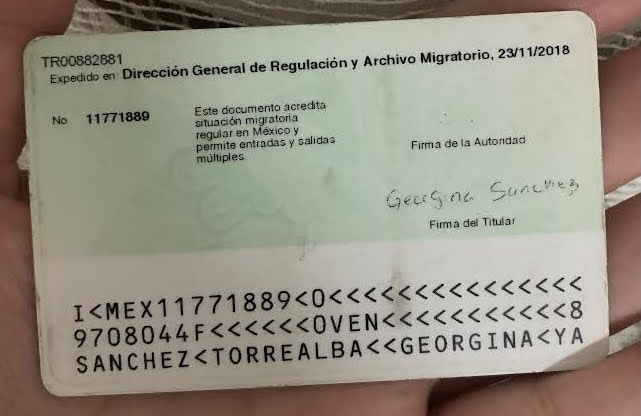 TR00882881
Expedido en Dirección General de Regulación y Archivo Migratorio, 23/11/2018
No 11771889
Este documento acredita
situación migratoria
regular en México y
permite entradas y salidas
múltiples
Firma de la Autoridad
Georgina Sanchez
Firma del Titular
I<MEX11771889<0<<<<<<<<<<<<<<<
9708044F<<<<<<0VEN<<<<<<<<<<<8
SANCHEZ<TORREALBA<<GEORGINA<YA